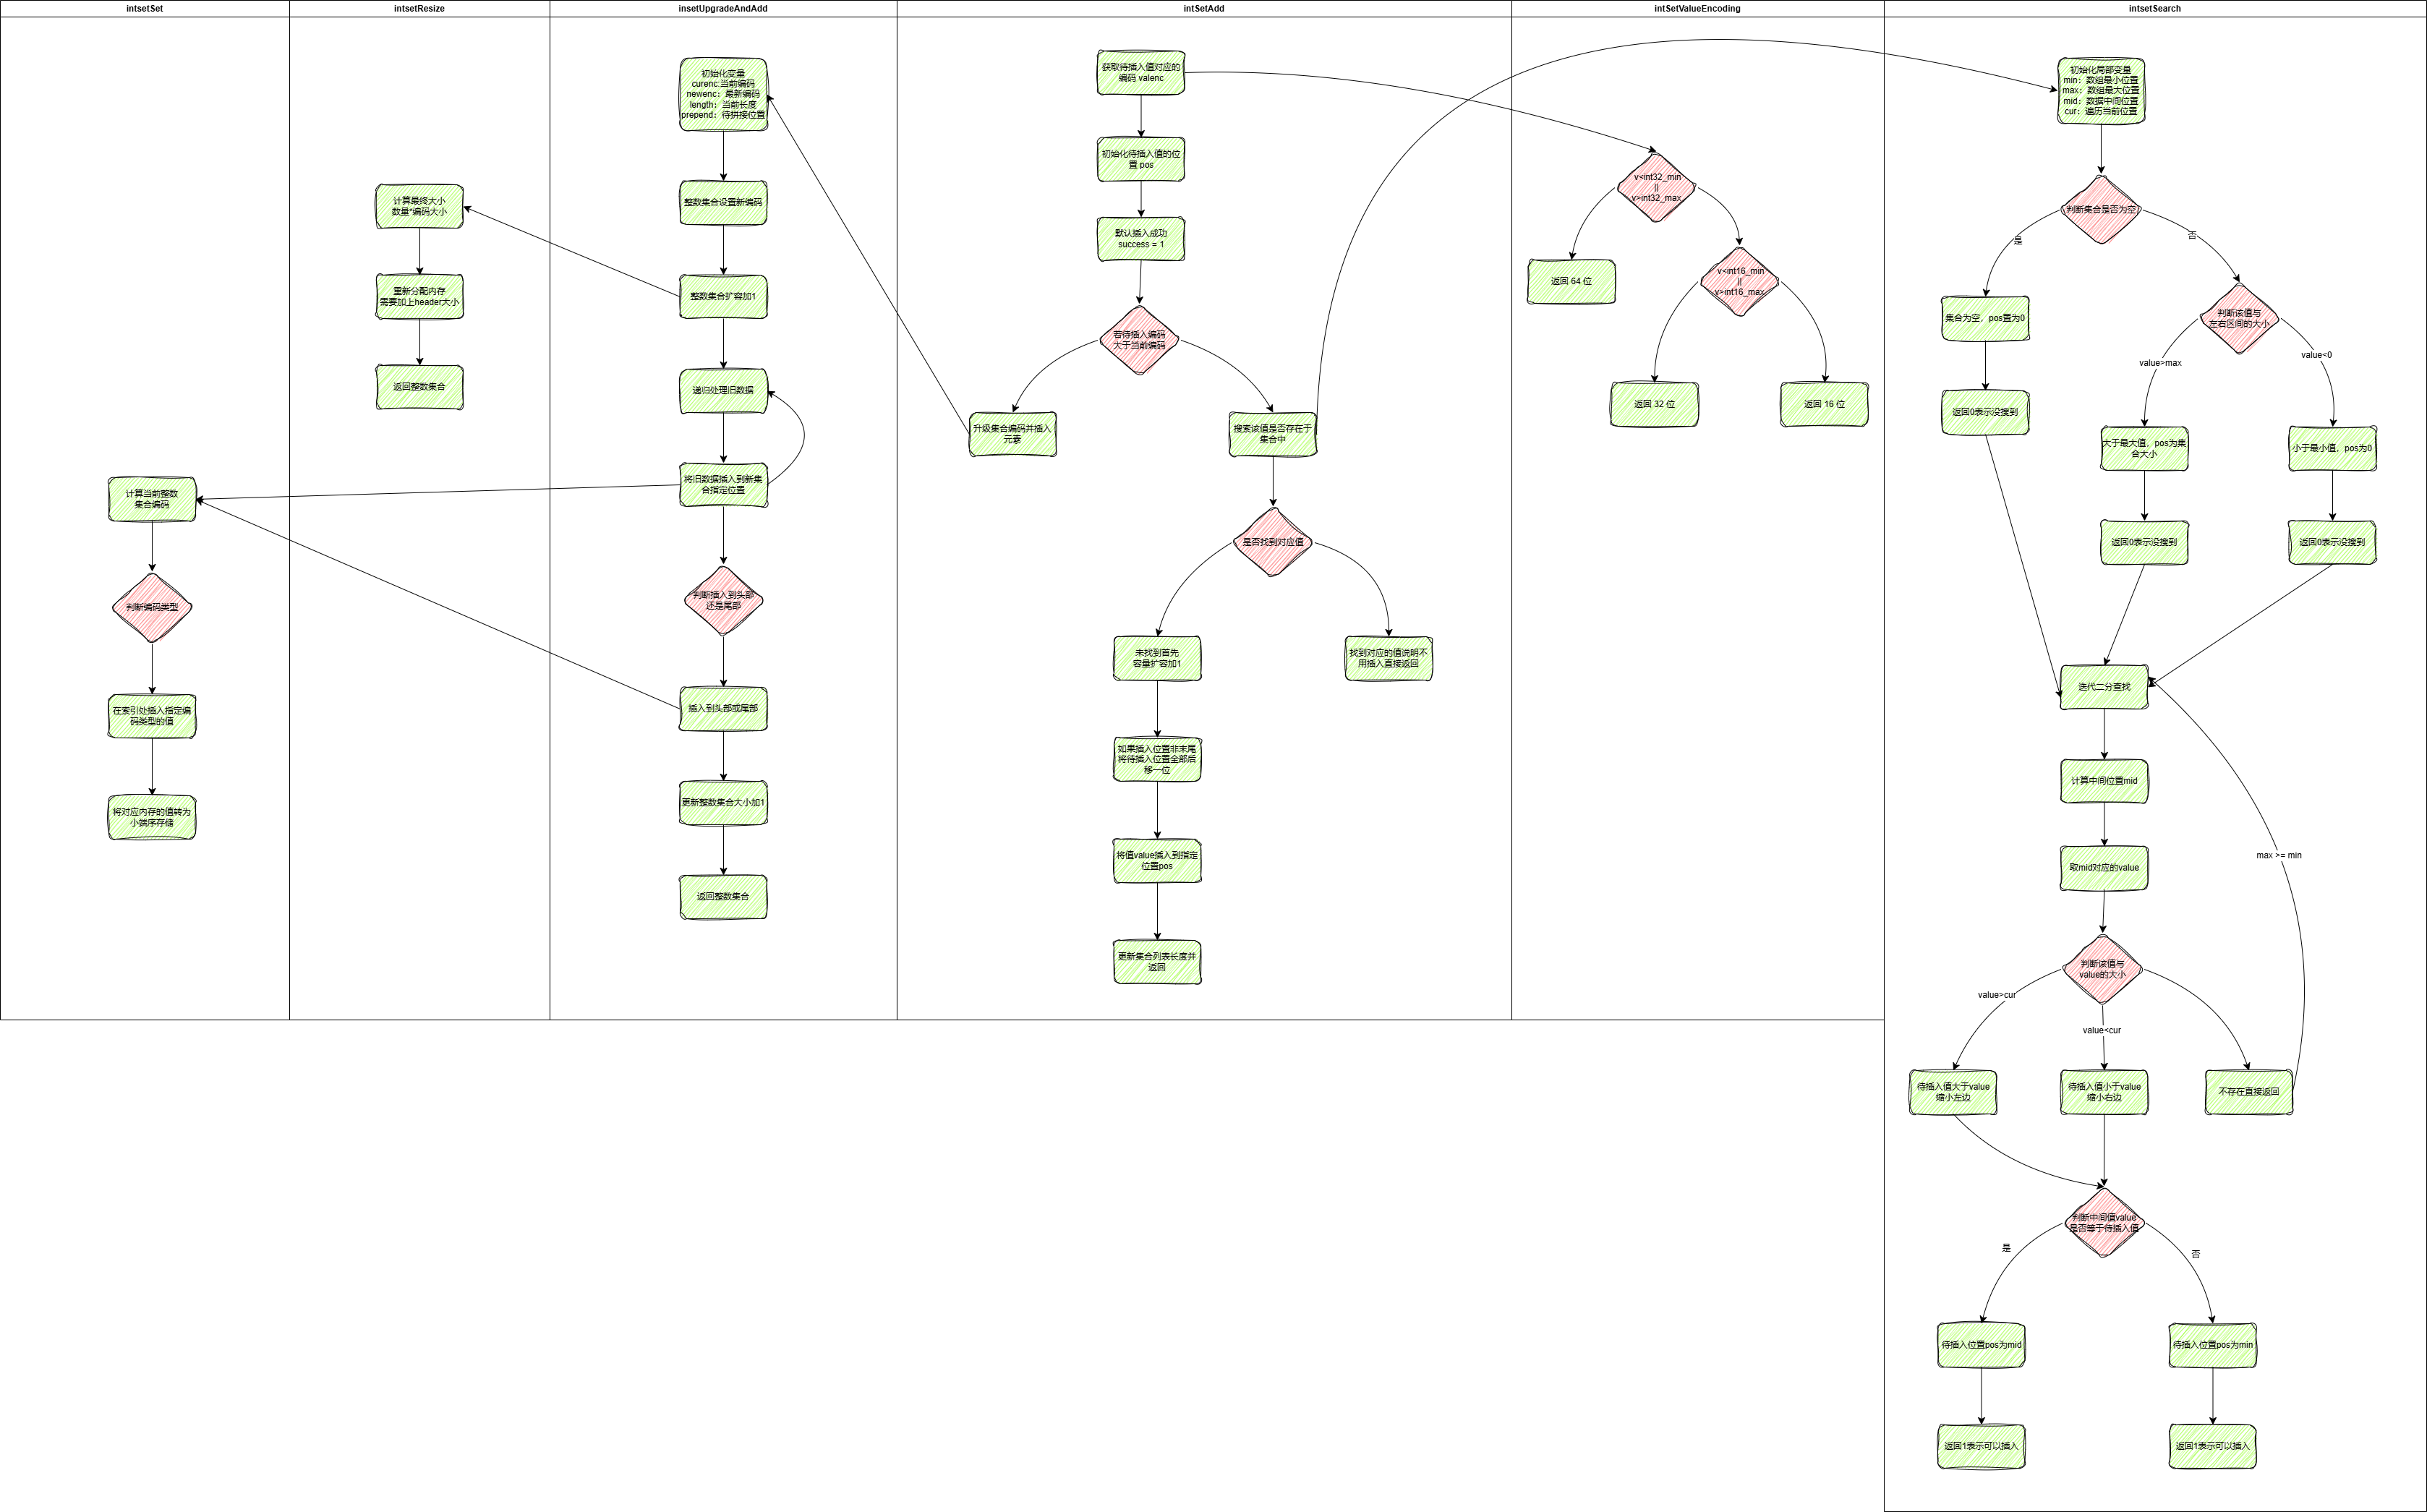 intsetSet
intsetResize
insetUpgradeAndAdd
intSetAdd
intSetValueEncoding
intsetSearch
计算当前整数
集合编码
判断编码类型
在索引处插入指定编
码类型的值
将对应内存的值转为
小端序存储
计算最终大小
数量*编码大小
重新分配内存
需要加上header大小
返回整数集合
初始化变量
curenc:当前编码
newenc：最新编码
length：当前长度
prepend：待拼接位置
整数集合设置新编码
整数集合扩容加1
递归处理旧数据
将旧数据插入到新集
合指定位置
判断插入到头部
还是尾部
插入到头部或尾部
更新整数集合大小加1
返回整数集合
获取待插入值对应的
编码 valenc
初始化待插入值的位
置 pos
默认插入成功
success = 1
若待插入编码
大于当前编码
升级集合编码并插入
元素
搜索该值是否存在于
集合中
是否找到对应值
未找到首先
容量扩容加1
找到对应的值说明不
用插入直接返回
如果插入位置非末尾
将待插入位置全部后
移一位
将值value插入到指定
位置pos
更新集合列表长度并
返回
v<int32_min
||
v>int32_max
返回 64 位
v<int16_min
||
v>int16_max
返回 32 位
返回 16 位
初始化局部变量
min：数组最小位置
max：数组最大位置
mid：数据中间位置
cur：遍历当前位置
判断集合是否为空
是
否
集合为空，pos置为0
判断该值与
左右区间的大小
value>max
value<0
返回0表示没搜到
大于最大值，pos为集
合大小
小于最小值，pos为0
返回0表示没搜到
返回0表示没搜到
迭代二分查找
计算中间位置mid
取mid对应的value
max >= min
判断该值与
value的大小
value>cur
value<cur
待插入值大于value
缩小左边
待插入值小于value
缩小右边
不存在直接返回
判断中间值value
是否等于待插入值
是
否
待插入位置pos为mid
待插入位置pos为min
返回1表示可以插入
返回1表示可以插入